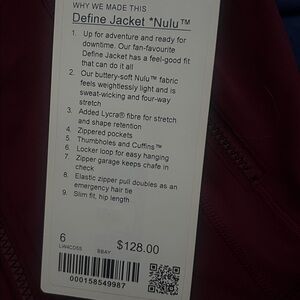 WHY WE MADE THIS
Define Jacket *Nulu™
1. Up for adventure and ready for
downtime. Our fan-favourite
Define Jacket has a feel-good fit
that can do it all
2. Our buttery-soft Nulu™ fabric
feels weightlessly light and is
sweat-wicking and four-way
stretch
3. Added Lycra® fibre for stretch
and shape retention
4. Zippered pockets
5. Thumbholes and Cuffins™
6. Locker loop for easy hanging
7. Zipper garage keeps chafe in
check
8. Elastic zipper pull doubles as an
emergency hair tie
9. Slim fit, hip length
6
BBAY $128.00
000158549987